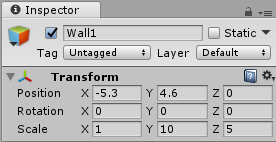 Inspector
Wall1 Static
Tag Untagged Layer Default
Transform
Position X -5.3 Y 4.6 Z 0
Rotation X 0 Y 0 Z 0
Scale X 1 Y 10 Z 5